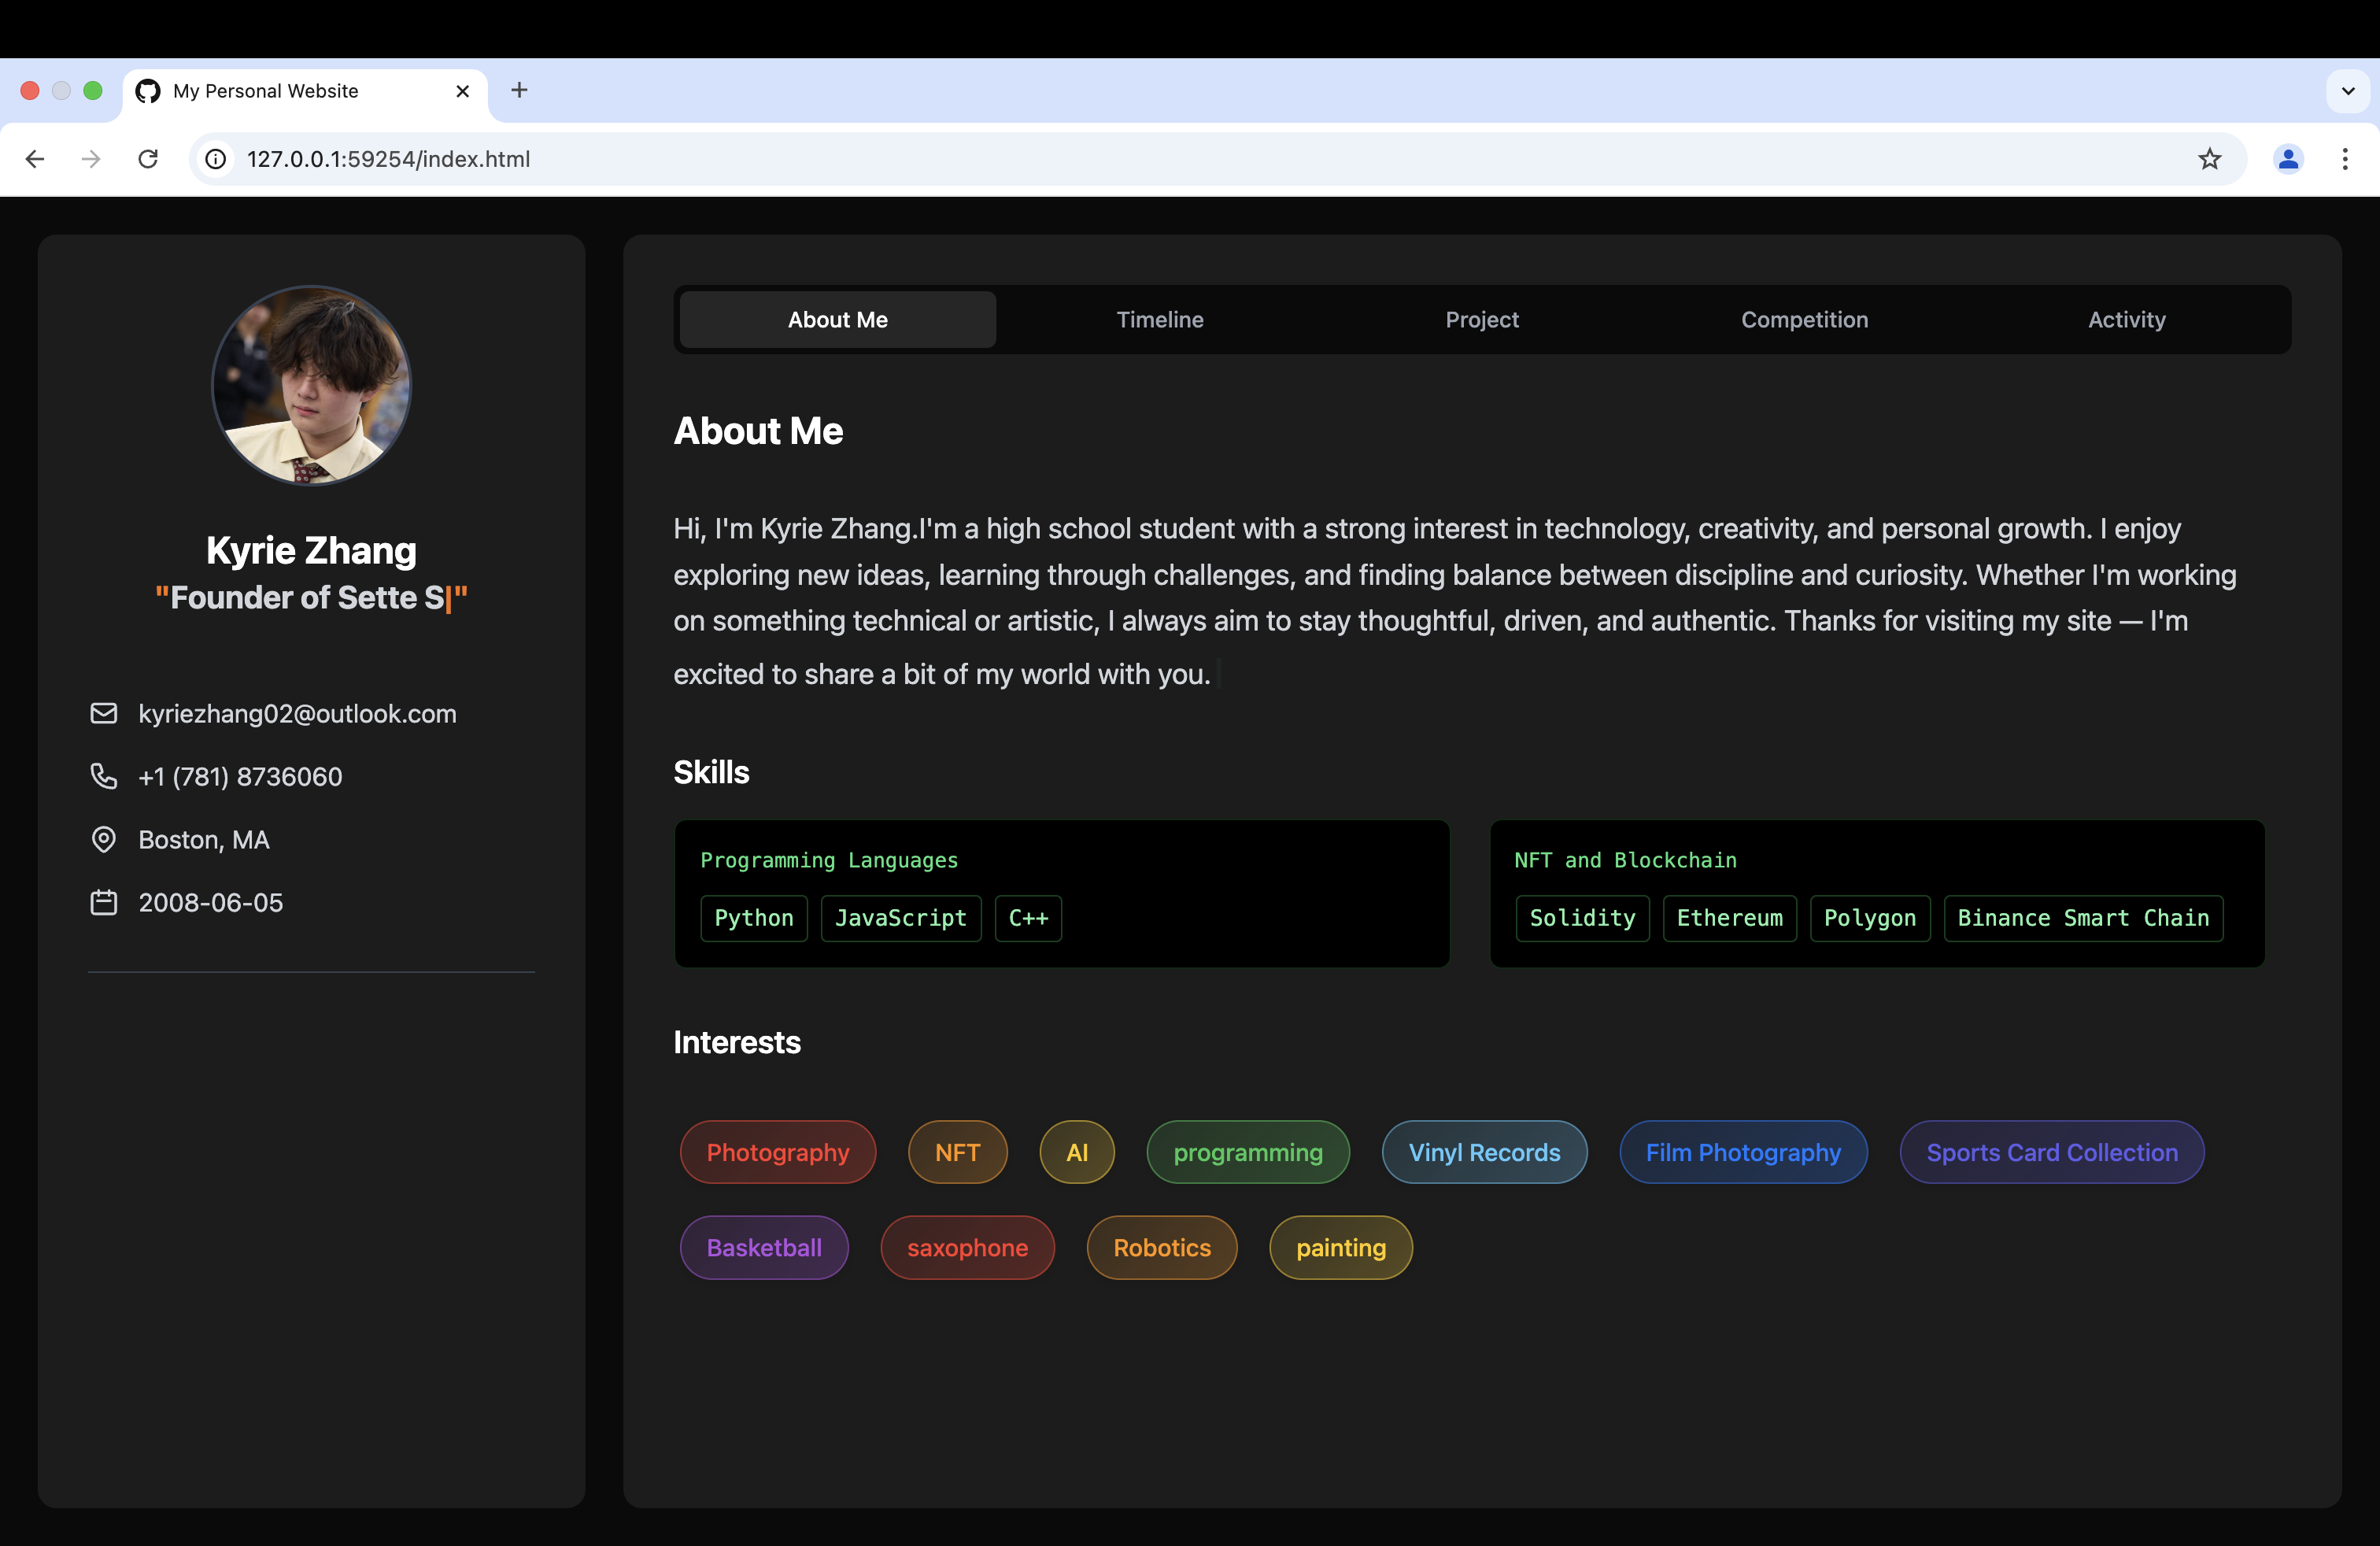 My Personal Website
127.0.0.1:59254/index.html
Kyrie Zhang
"Founder of Sette S|"
kyriezhang02@outlook.com
+1 (781) 8736060
Boston, MA
2008-06-05
About Me
Timeline
Project
Competition
Activity
About Me
Hi, I'm Kyrie Zhang.I'm a high school student with a strong interest in technology, creativity, and personal growth. I enjoy
exploring new ideas, learning through challenges, and finding balance between discipline and curiosity. Whether I'm working
on something technical or artistic, I always aim to stay thoughtful, driven, and authentic. Thanks for visiting my site — I'm
excited to share a bit of my world with you.
Skills
Programming Languages
Python JavaScript C++
NFT and Blockchain
Solidity Ethereum Polygon Binance Smart Chain
Interests
Photography NFT AI programming Vinyl Records Film Photography Sports Card Collection
Basketball saxophone Robotics painting